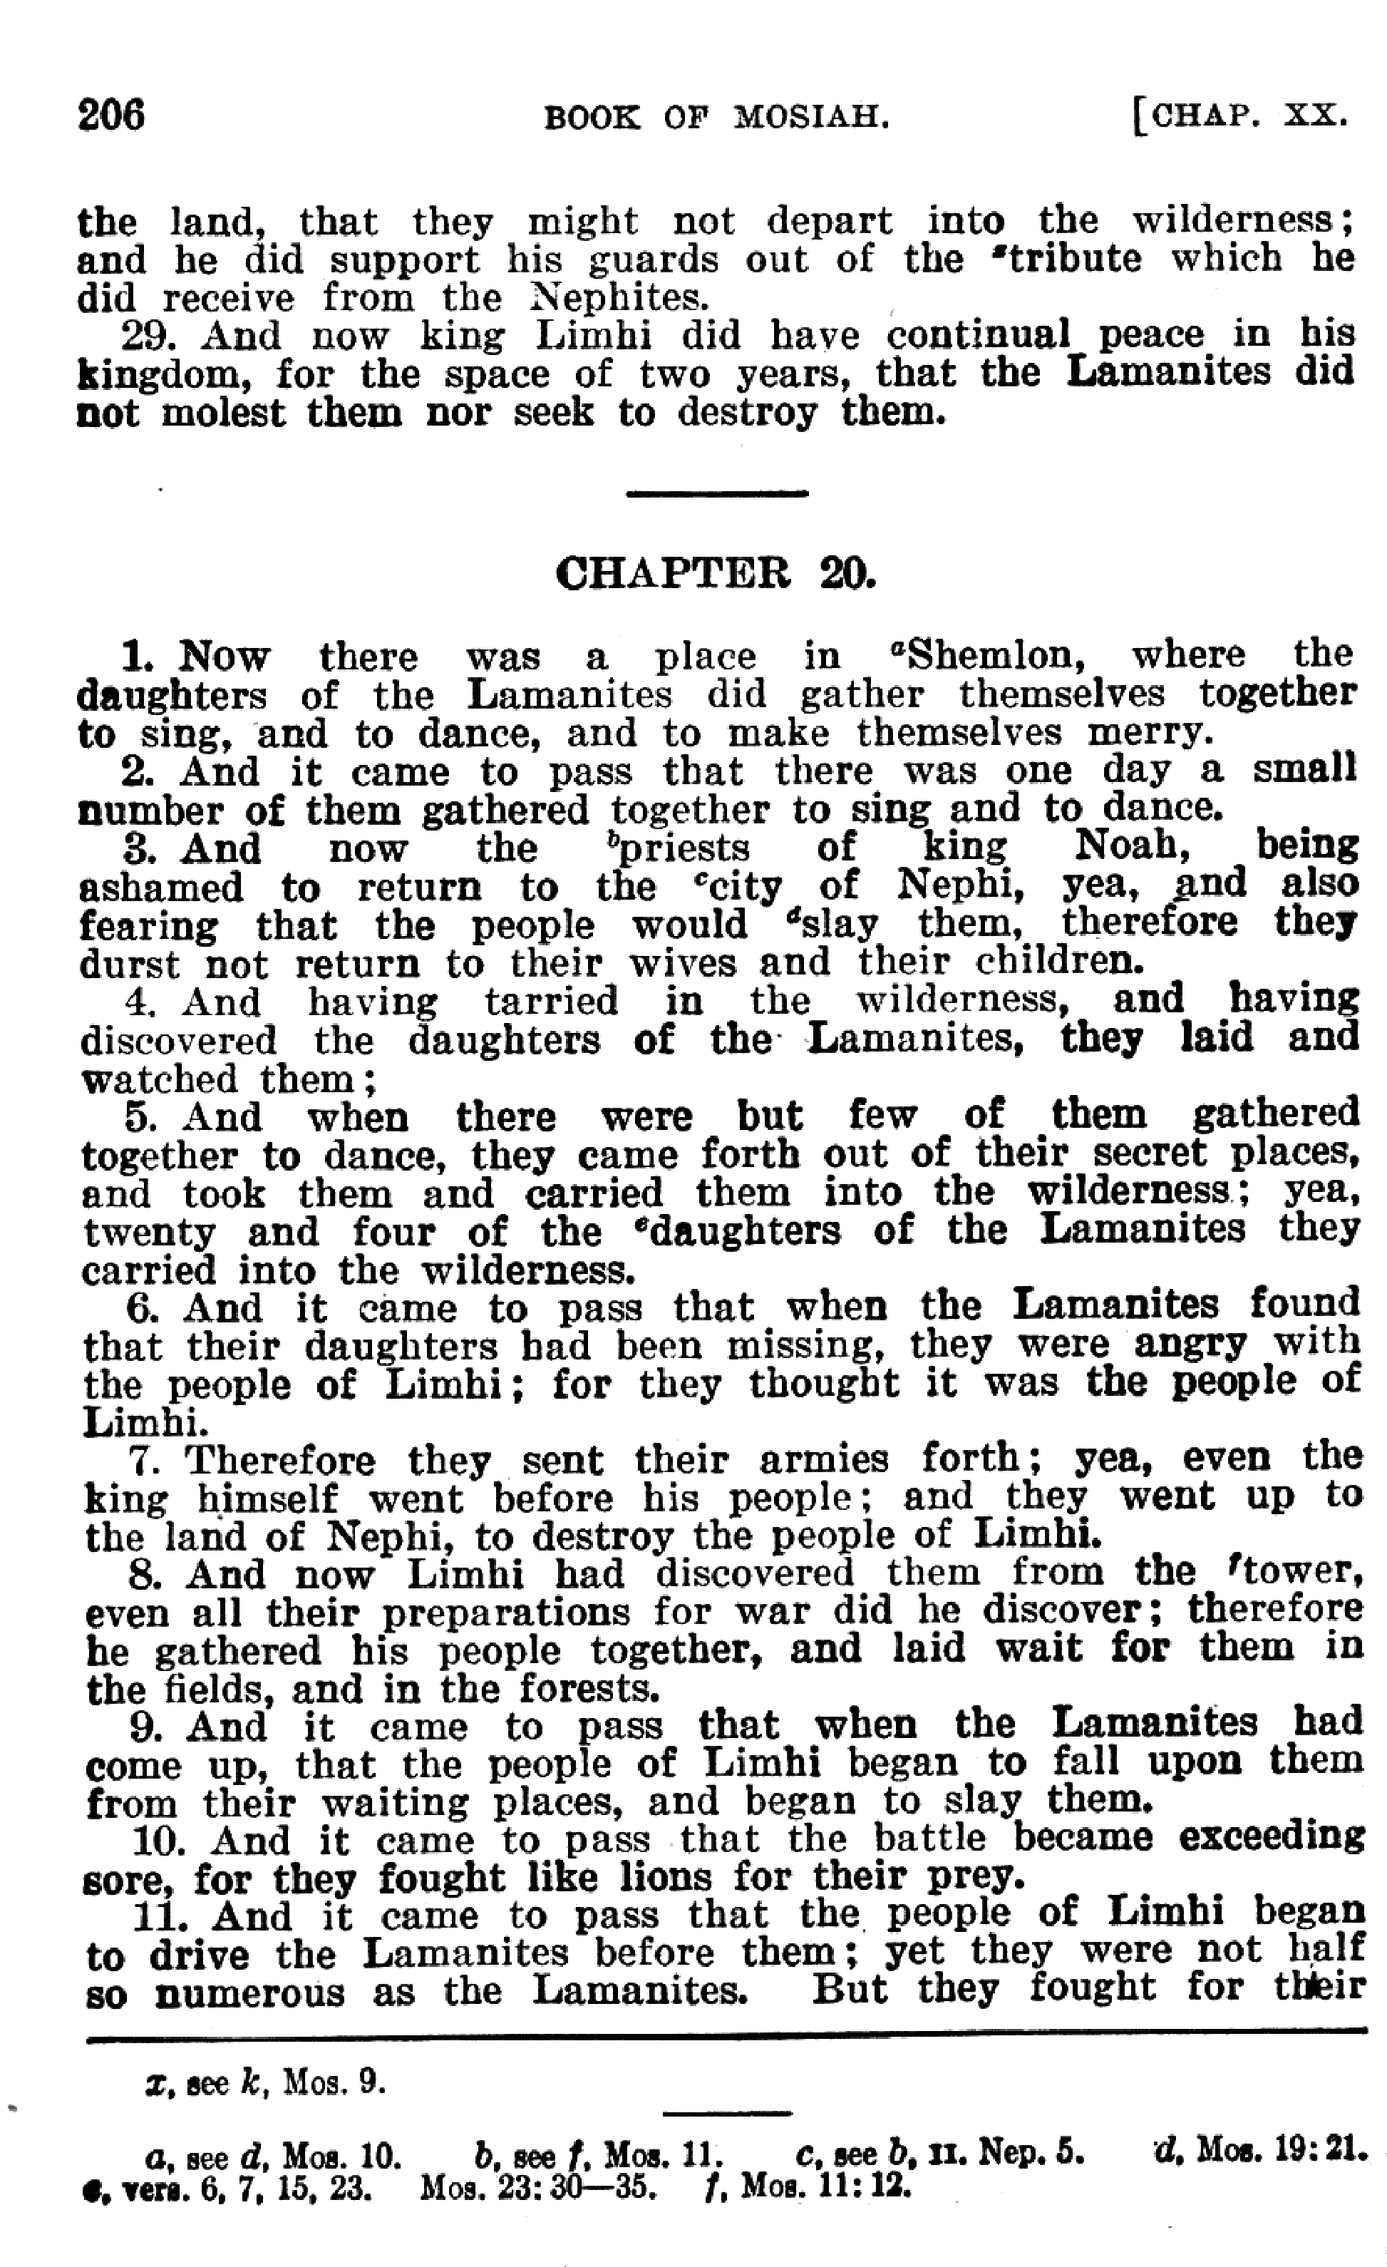 206 BOOK OF MOSIAH. [CHAP. XX.
the land, that they might not depart into the wilderness;
and he did support his guards out of the ˣtribute which he
did receive from the Nephites.
29. And now king Limhi did have continual peace in his
kingdom, for the space of two years, that the Lamanites did
not molest them nor seek to destroy them.
CHAPTER 20.
1. Now there was a place in ᵃShemlon, where the
daughters of the Lamanites did gather themselves together
to sing, and to dance, and to make themselves merry.
2. And it came to pass that there was one day a small
number of them gathered together to sing and to dance.
3. And now the ᵇpriests of king Noah, being
ashamed to return to the ᶜcity of Nephi, yea, and also
fearing that the people would ᵈslay them, therefore they
durst not return to their wives and their children.
4. And having tarried in the wilderness, and having
discovered the daughters of the Lamanites, they laid and
watched them;
5. And when there were but few of them gathered
together to dance, they came forth out of their secret places,
and took them and carried them into the wilderness; yea,
twenty and four of the ᵉdaughters of the Lamanites they
carried into the wilderness.
6. And it came to pass that when the Lamanites found
that their daughters had been missing, they were angry with
the people of Limhi; for they thought it was the people of
Limhi.
7. Therefore they sent their armies forth; yea, even the
king himself went before his people; and they went up to
the land of Nephi, to destroy the people of Limhi.
8. And now Limhi had discovered them from the ᶠtower,
even all their preparations for war did he discover; therefore
he gathered his people together, and laid wait for them in
the fields, and in the forests.
9. And it came to pass that when the Lamanites had
come up, that the people of Limhi began to fall upon them
from their waiting places, and began to slay them.
10. And it came to pass that the battle became exceeding
sore, for they fought like lions for their prey.
11. And it came to pass that the people of Limhi began
to drive the Lamanites before them; yet they were not half
so numerous as the Lamanites. But they fought for their
x, see k, Mos. 9.
a, see d, Mos. 10. b, see f, Mos. 11. c, see b, II. Nep. 5. d, Mos. 19:21.
e, vers. 6, 7, 15, 23. Mos. 23:30—35. f, Mos. 11:12.